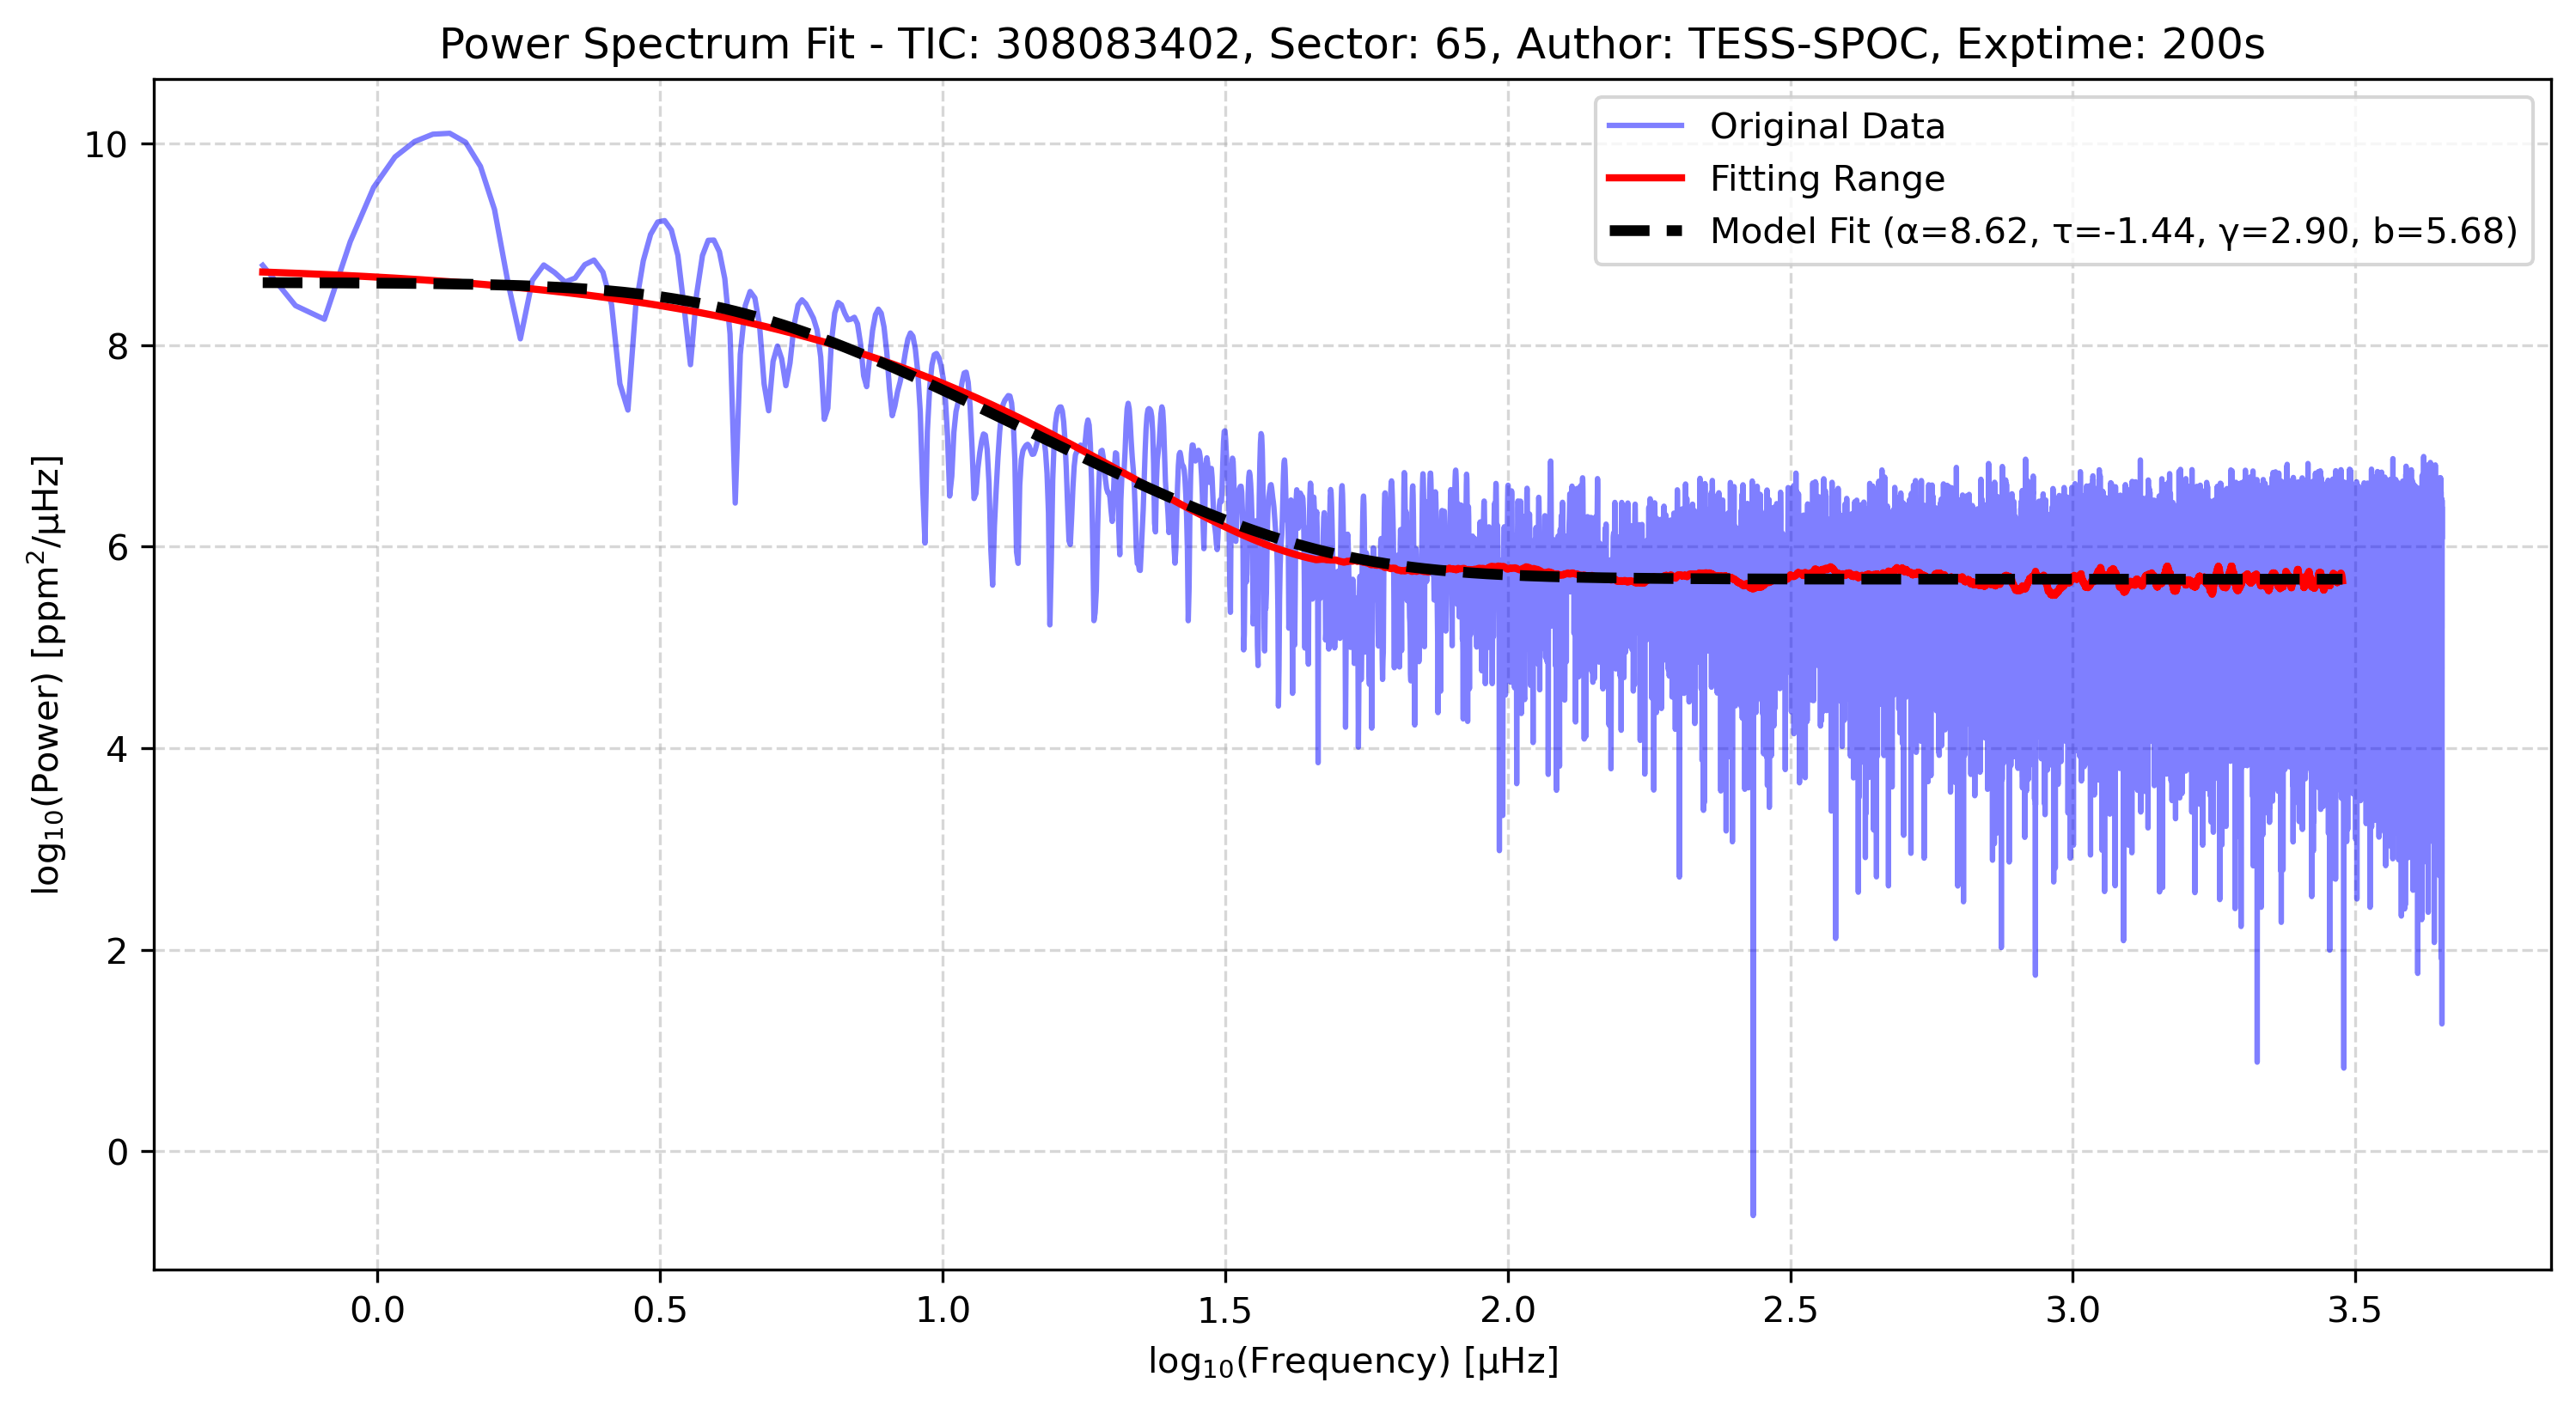 Power Spectrum Fit - TIC: 308083402, Sector: 65, Author: TESS-SPOC, Exptime: 200s
Original Data
Fitting Range
Model Fit (α=8.62, τ=-1.44, γ=2.90, b=5.68)
log₁₀(Power) [ppm²/μHz]
10
8
6
4
2
0
0.0 0.5 1.0 1.5 2.0 2.5 3.0 3.5
log₁₀(Frequency) [μHz]